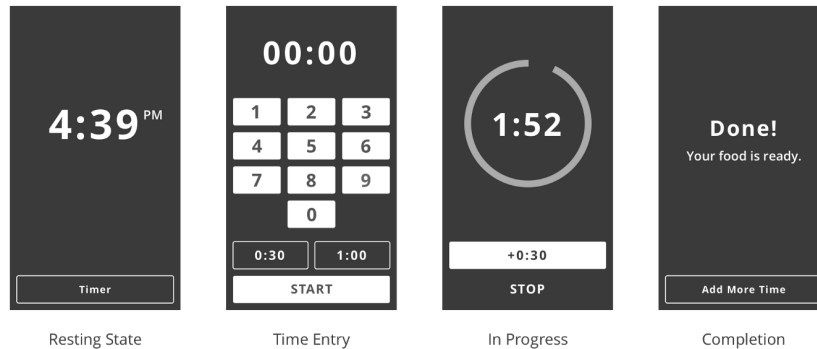 4:39 PM
Timer
Resting State
00:00
1 2 3
4 5 6
7 8 9
0
0:30 1:00
START
Time Entry
1:52
+0:30
STOP
In Progress
Done!
Your food is ready.
Add More Time
Completion